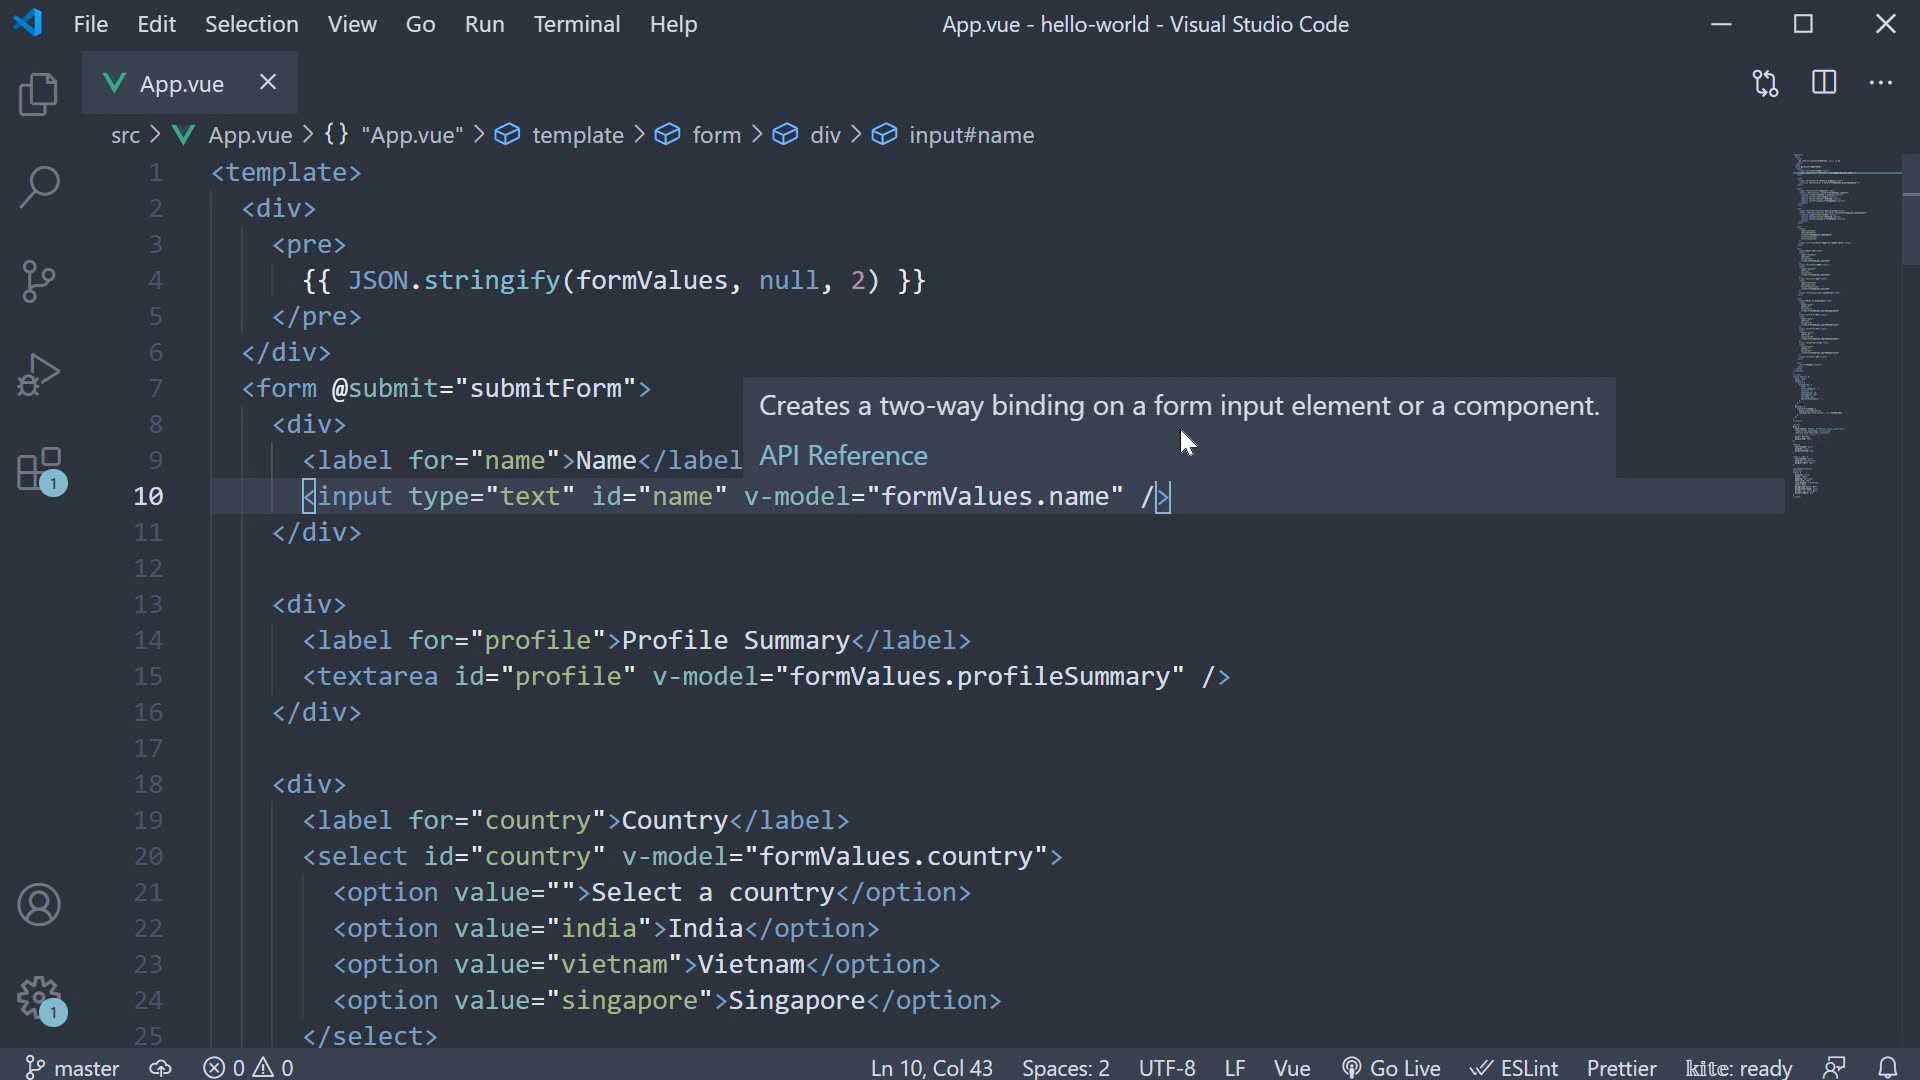 File Edit Selection View Go Run Terminal Help App.vue - hello-world - Visual Studio Code
App.vue
src > App.vue > {} "App.vue" > template > form > div > input#name
1 <template>
2 <div>
3 <pre>
4 {{ JSON.stringify(formValues, null, 2) }}
5 </pre>
6 </div>
7 <form @submit="submitForm">
Creates a two-way binding on a form input element or a component.
8 <div>
API Reference
9 <label for="name">Name</label
10 <input type="text" id="name" v-model="formValues.name" />
11 </div>
12
13 <div>
14 <label for="profile">Profile Summary</label>
15 <textarea id="profile" v-model="formValues.profileSummary" />
16 </div>
17
18 <div>
19 <label for="country">Country</label>
20 <select id="country" v-model="formValues.country">
21 <option value="">Select a country</option>
22 <option value="india">India</option>
23 <option value="vietnam">Vietnam</option>
24 <option value="singapore">Singapore</option>
25 </select>
1
1
master 0 0 Ln 10, Col 43 Spaces: 2 UTF-8 LF Vue Go Live ESLint Prettier kite: ready